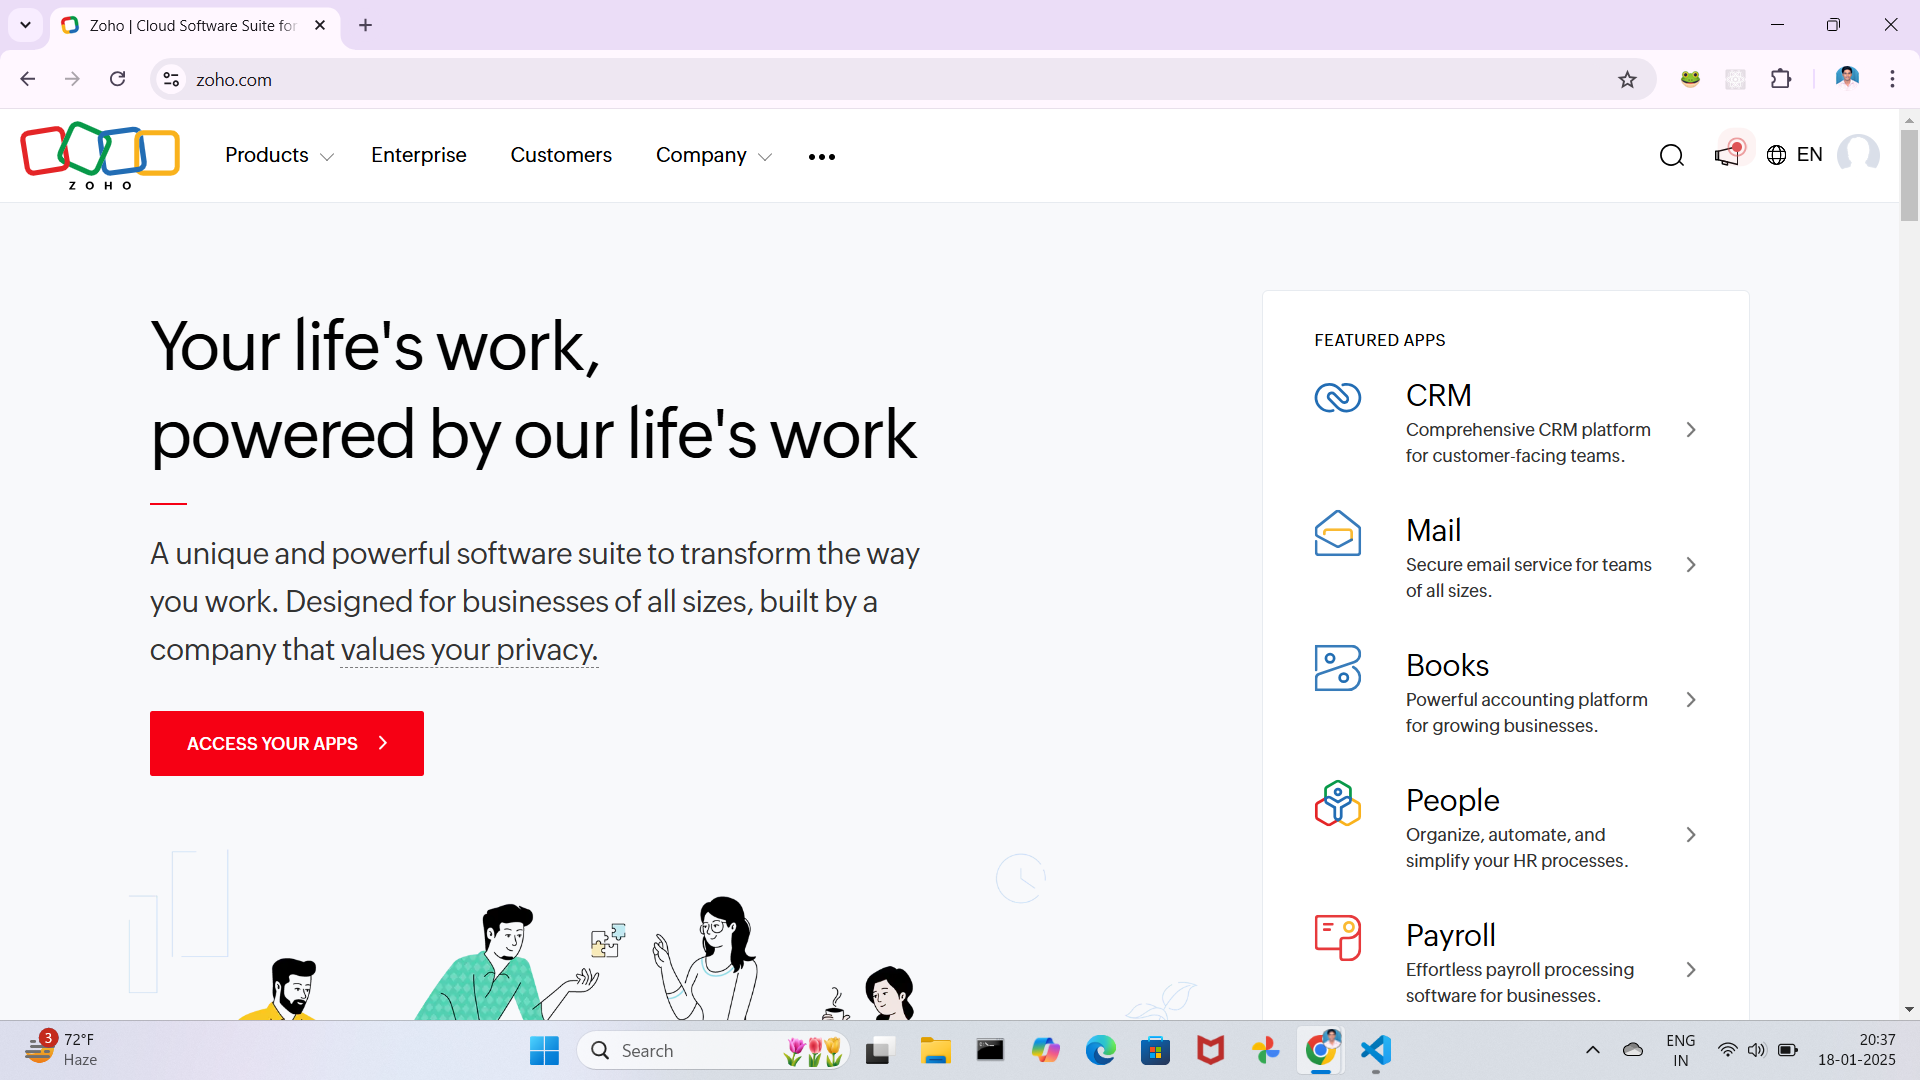 Zoho | Cloud Software Suite for
zoho.com
ZOHO
Products
Enterprise
Customers
Company
EN
Your life's work,
powered by our life's work
A unique and powerful software suite to transform the way
you work. Designed for businesses of all sizes, built by a
company that values your privacy.
ACCESS YOUR APPS
FEATURED APPS
CRM
Comprehensive CRM platform
for customer-facing teams.
Mail
Secure email service for teams
of all sizes.
Books
Powerful accounting platform
for growing businesses.
People
Organize, automate, and
simplify your HR processes.
Payroll
Effortless payroll processing
software for businesses.
3
72°F
Haze
Search
ENG
IN
20:37
18-01-2025